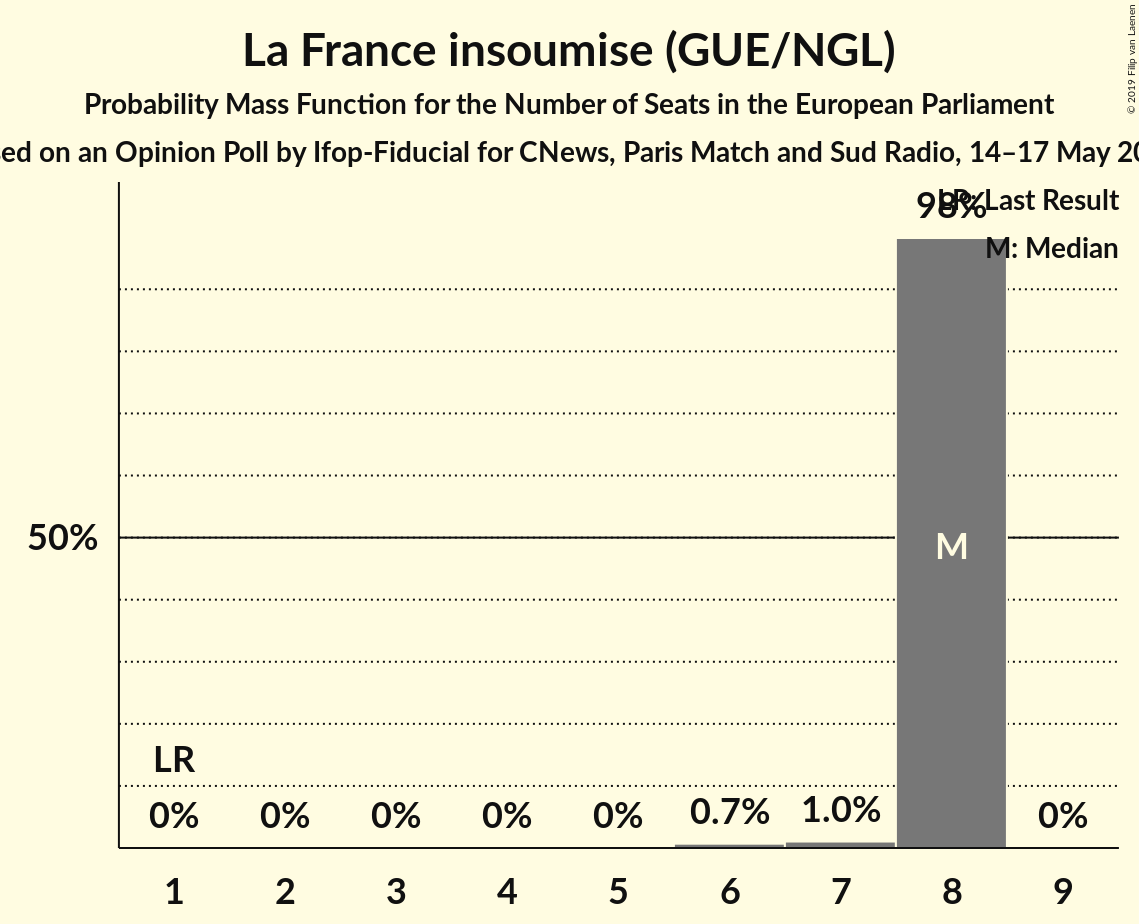 La France insoumise (GUE/NGL)
Probability Mass Function for the Number of Seats in the European Parliament
on an Opinion Poll by Ifop-Fiducial for CNews, Paris Match and Sud Radio, 14–17 May
© 2019 Filip van Laenen
98%
LR: Last Result
M: Median
50%
M
LR
0% 0% 0% 0% 0% 0.7% 1.0% 0%
1 2 3 4 5 6 7 8 9